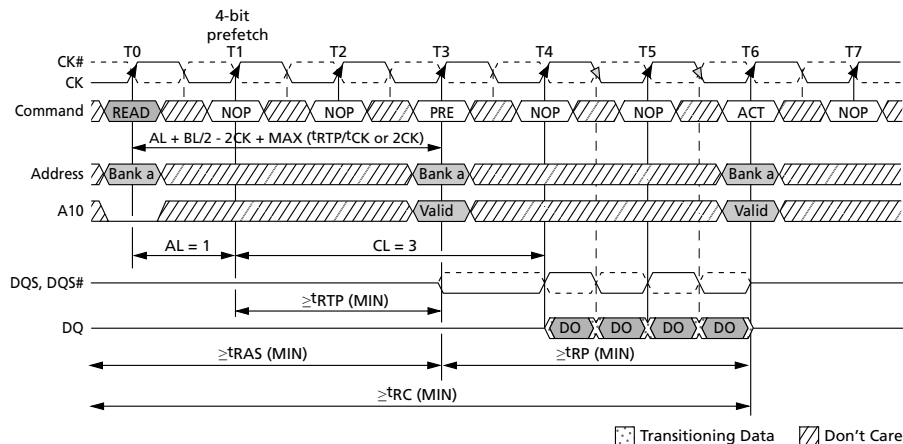 4-bit
prefetch
T0 T1 T2 T3 T4 T5 T6 T7
CK#
CK
Command READ NOP NOP PRE NOP NOP ACT NOP
AL + BL/2 - 2CK + MAX (tRTP/tCK or 2CK)
Address Bank a Bank a Bank a
A10 Valid Valid
AL = 1 CL = 3
DQS, DQS#
≥tRTP (MIN)
DQ DO DO DO DO
≥tRAS (MIN) ≥tRP (MIN)
≥tRC (MIN)
Transitioning Data Don't Care